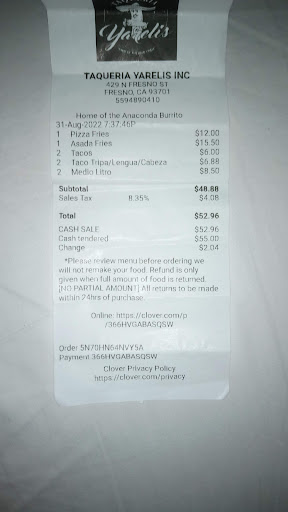 Yareli's
TAQUERIA YARELIS INC
429 N FRESNO ST
FRESNO, CA 93701
5594890410
Home of the Anaconda Burrito
31-Aug-2022 7:37:46P
1 Pizza Fries $12.00
1 Asada Fries $15.50
2 Tacos $6.00
2 Taco Tripa/Lengua/Cabeza $6.88
2 Medio Litro $8.50
Subtotal $48.88
Sales Tax 8.35% $4.08
Total $52.96
CASH SALE $52.96
Cash tendered $55.00
Change $2.04
*Please review menu before ordering we
will not remake your food. Refund is only
given when full amount of food is returned.
[NO PARTIAL AMOUNT] All returns to be made
within 24hrs of purchase.
Online: https://clover.com/p
/366HVGABASQSW
Order 5N70HN64NVY5A
Payment 366HVGABASQSW
Clover Privacy Policy
https://clover.com/privacy